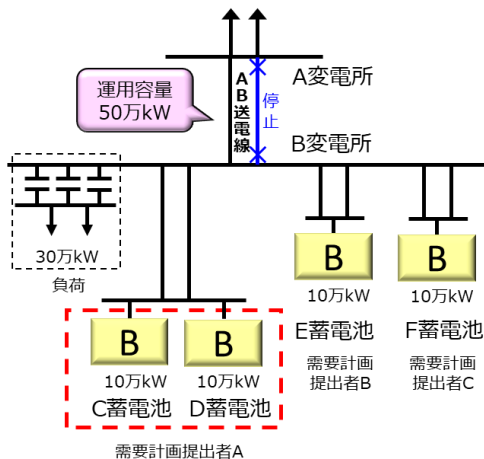 A変電所
運用容量
50万kW
AB送電線
停止
B変電所
30万kW
負荷
B
10万kW
E蓄電池
需要計画
提出者B
B
10万kW
F蓄電池
需要計画
提出者C
B
10万kW
C蓄電池
B
10万kW
D蓄電池
需要計画提出者A